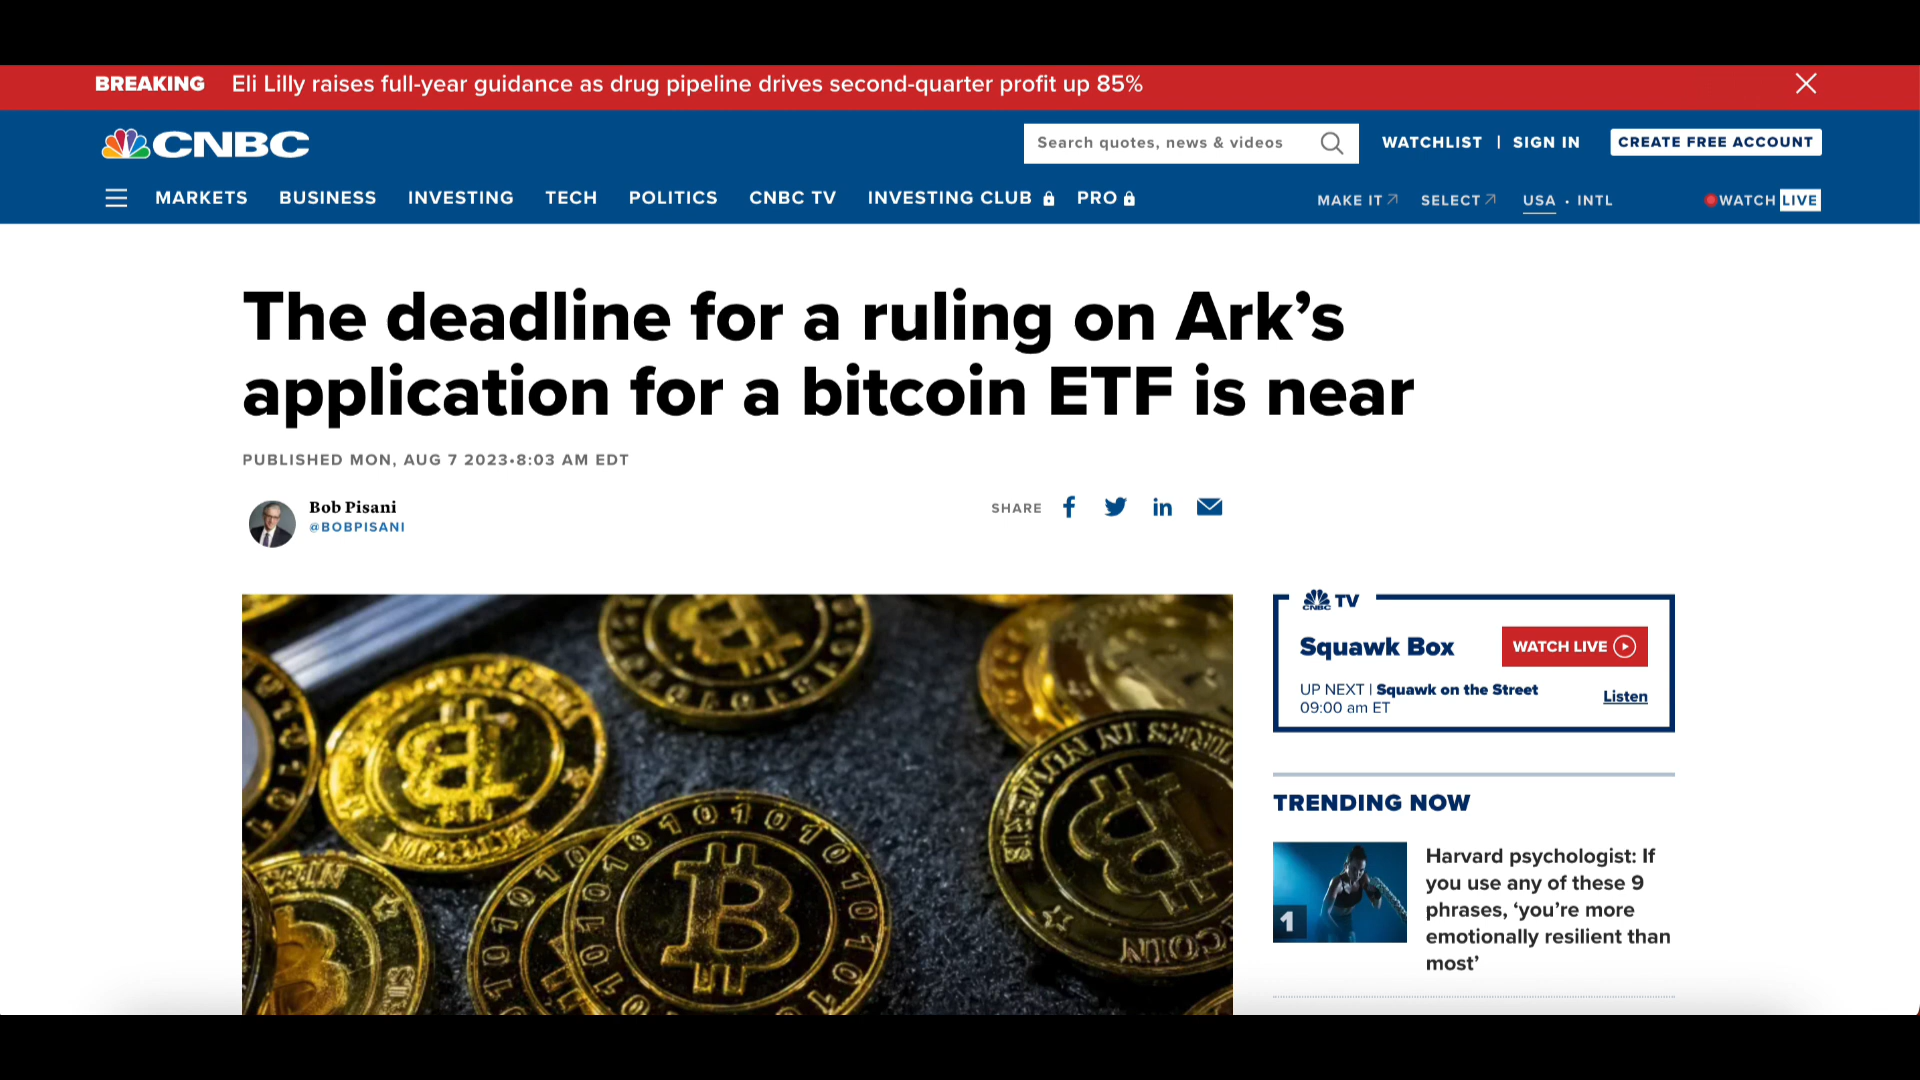 BREAKING Eli Lilly raises full-year guidance as drug pipeline drives second-quarter profit up 85%
CNBC
Search quotes, news & videos
WATCHLIST | SIGN IN
CREATE FREE ACCOUNT
MARKETS BUSINESS INVESTING TECH POLITICS CNBC TV INVESTING CLUB PRO
MAKE IT SELECT USA • INTL
WATCH LIVE
The deadline for a ruling on Ark’s
application for a bitcoin ETF is near
PUBLISHED MON, AUG 7 2023•8:03 AM EDT
Bob Pisani
@BOBPISANI
SHARE
CNBC TV
Squawk Box
WATCH LIVE
UP NEXT | Squawk on the Street
09:00 am ET
Listen
TRENDING NOW
1
Harvard psychologist: If
you use any of these 9
phrases, ‘you’re more
emotionally resilient than
most’